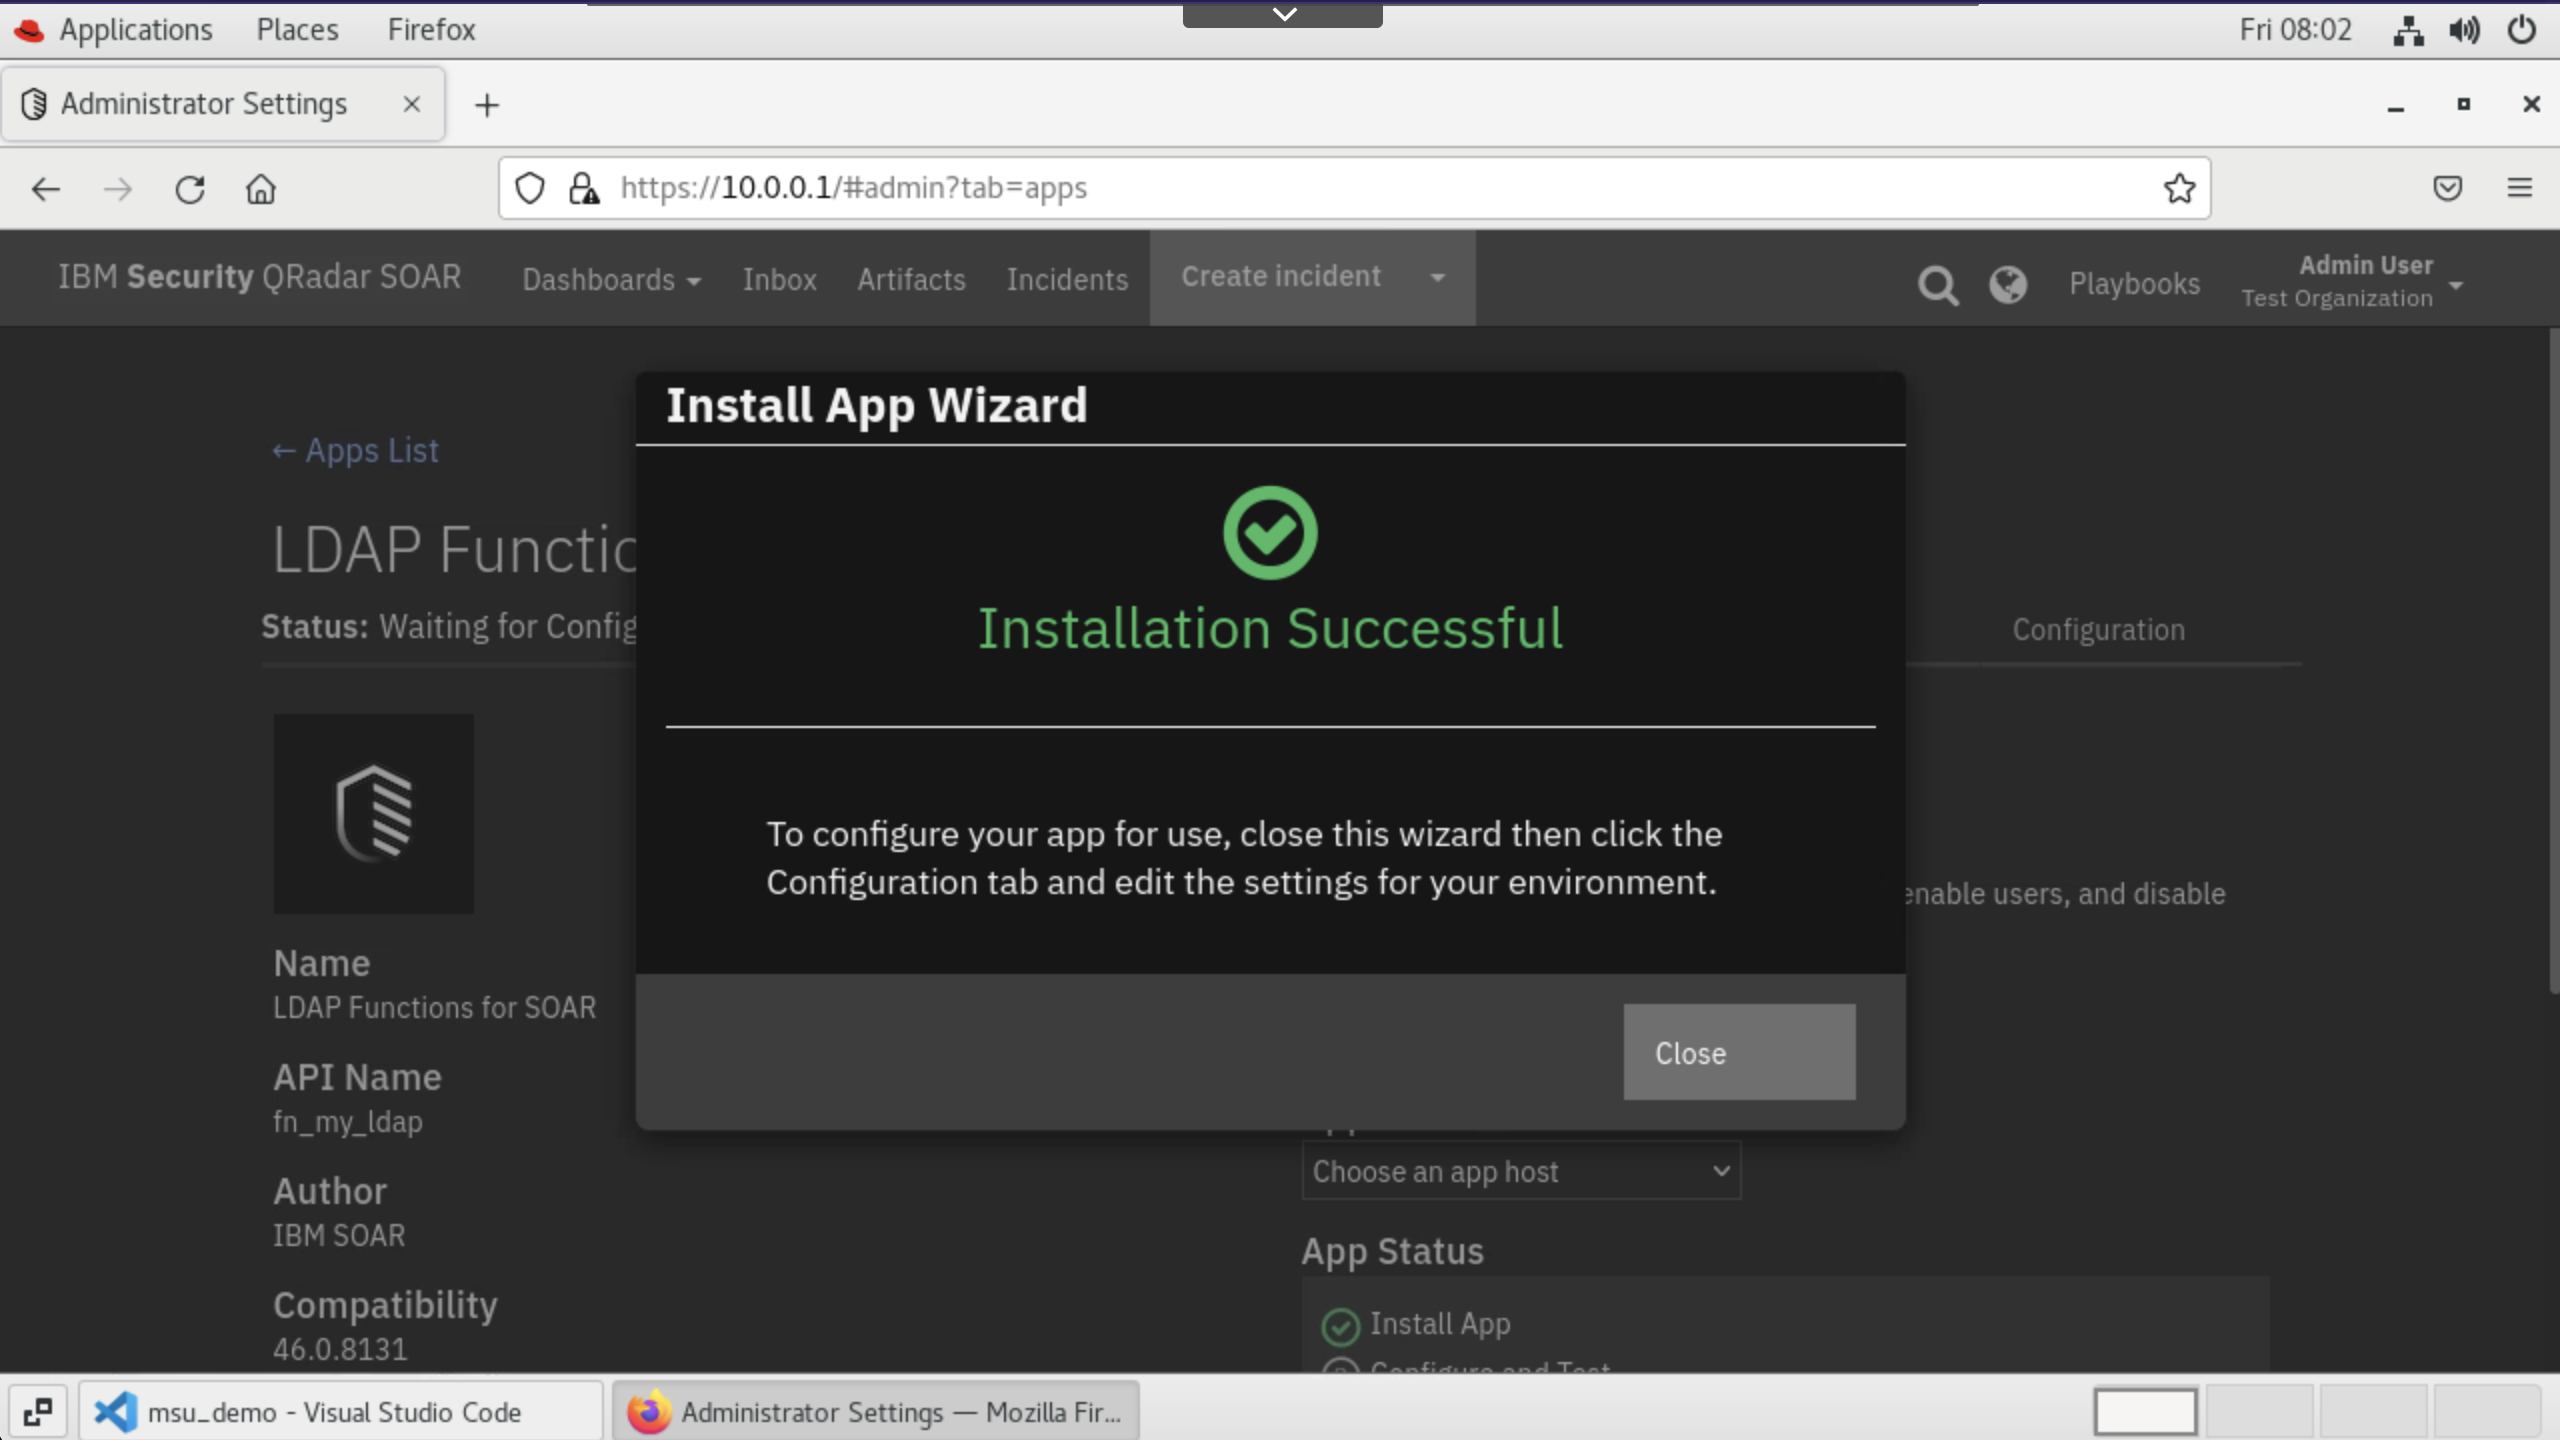 Applications Places Firefox Fri 08:02
Administrator Settings
https://10.0.0.1/#admin?tab=apps
IBM Security QRadar SOAR Dashboards Inbox Artifacts Incidents Create incident Playbooks Admin User
Test Organization
Install App Wizard
← Apps List
LDAP Functio
Installation Successful
Status: Waiting for Config
Configuration
To configure your app for use, close this wizard then click the
Configuration tab and edit the settings for your environment.
enable users, and disable
Name
LDAP Functions for SOAR
Close
API Name
fn_my_ldap
Choose an app host
Author
IBM SOAR
App Status
Compatibility
46.0.8131
Install App
Configure and Test
msu_demo - Visual Studio Code
Administrator Settings — Mozilla Fir...